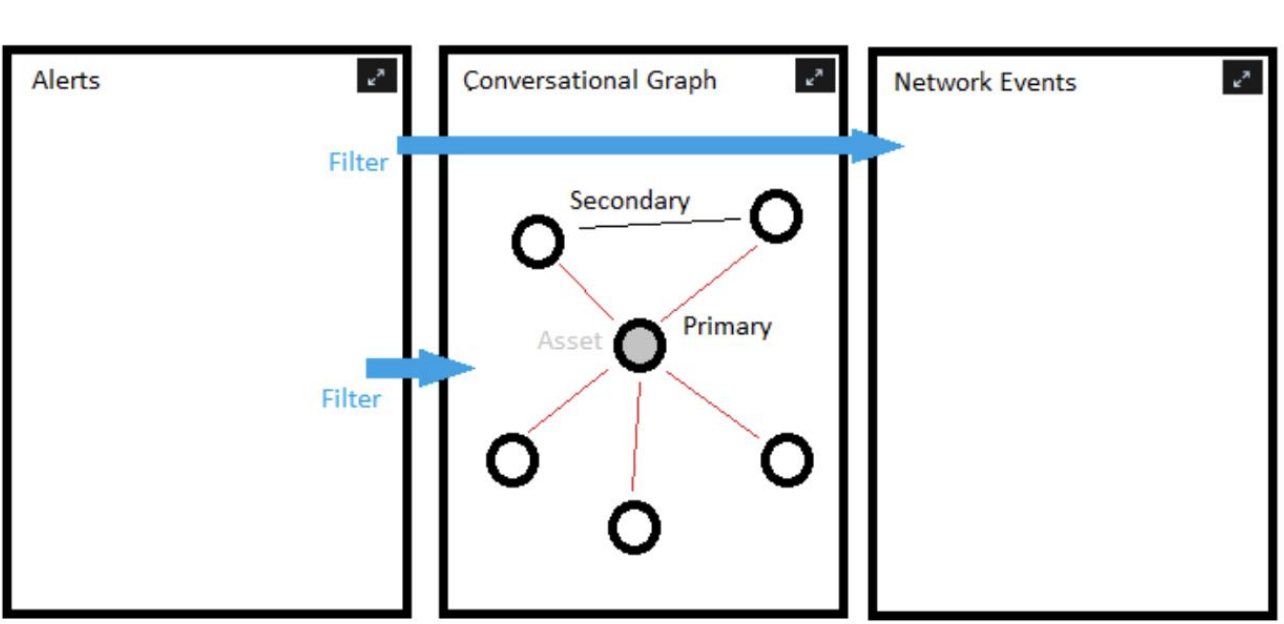 Alerts
Conversational Graph
Network Events
Filter
Secondary
Primary
Asset
Filter